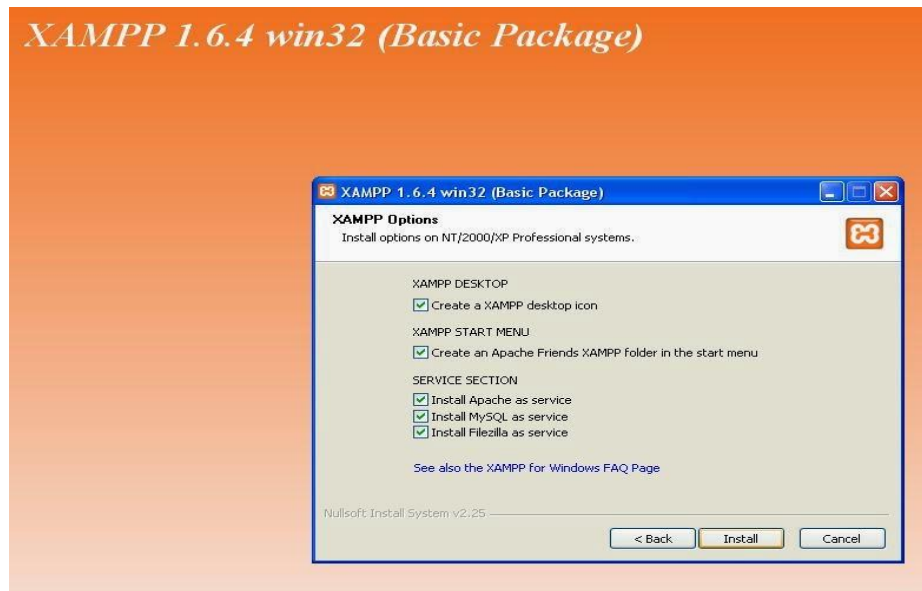 XAMPP 1.6.4 win32 (Basic Package)
XAMPP 1.6.4 win32 (Basic Package)
XAMPP Options
Install options on NT/2000/XP Professional systems.
XAMPP DESKTOP
Create a XAMPP desktop icon
XAMPP START MENU
Create an Apache Friends XAMPP folder in the start menu
SERVICE SECTION
Install Apache as service
Install MySQL as service
Install Filezilla as service
See also the XAMPP for Windows FAQ Page
Nullsoft Install System v2.25
< Back Install Cancel